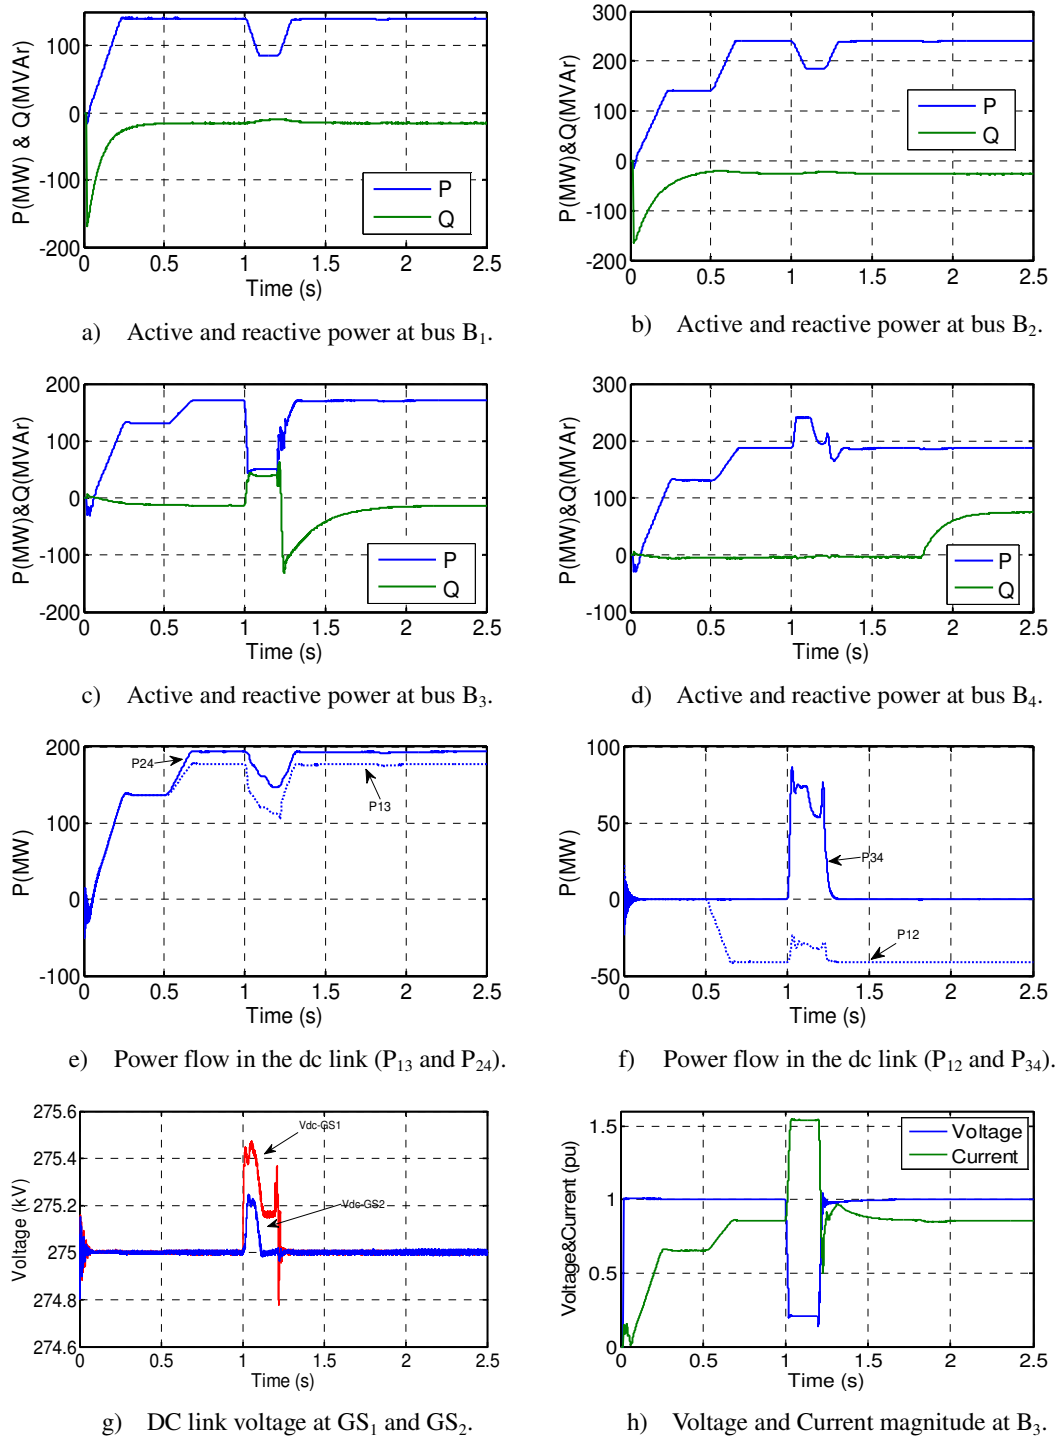 P(MW) & Q(MVAr)
100
0
-100
-200
0 0.5 1 1.5 2 2.5
Time (s)
P
Q
a) Active and reactive power at bus B1.
P(MW)&Q(MVAr)
300
200
100
0
-100
-200
0 0.5 1 1.5 2 2.5
Time (s)
P
Q
b) Active and reactive power at bus B2.
P(MW)&Q(MVAr)
200
100
0
-100
-200
0 0.5 1 1.5 2 2.5
Time (s)
P
Q
c) Active and reactive power at bus B3.
P(MW)&Q(MVAr)
300
200
100
0
-100
0 0.5 1 1.5 2 2.5
Time (s)
P
Q
d) Active and reactive power at bus B4.
P(MW)
200
100
0
-100
0 0.5 1 1.5 2 2.5
Time (s)
P24
P13
e) Power flow in the dc link (P13 and P24).
P(MW)
100
50
0
-50
0 0.5 1 1.5 2 2.5
Time (s)
P34
P12
f) Power flow in the dc link (P12 and P34).
Voltage (kV)
275.6
275.4
275.2
275
274.8
274.6
0 0.5 1 1.5 2 2.5
Time (s)
Vdc-GS1
Vdc-GS2
g) DC link voltage at GS1 and GS2.
Voltage&Current (pu)
1.5
1
0.5
0
0 0.5 1 1.5 2 2.5
Time (s)
Voltage
Current
h) Voltage and Current magnitude at B3.